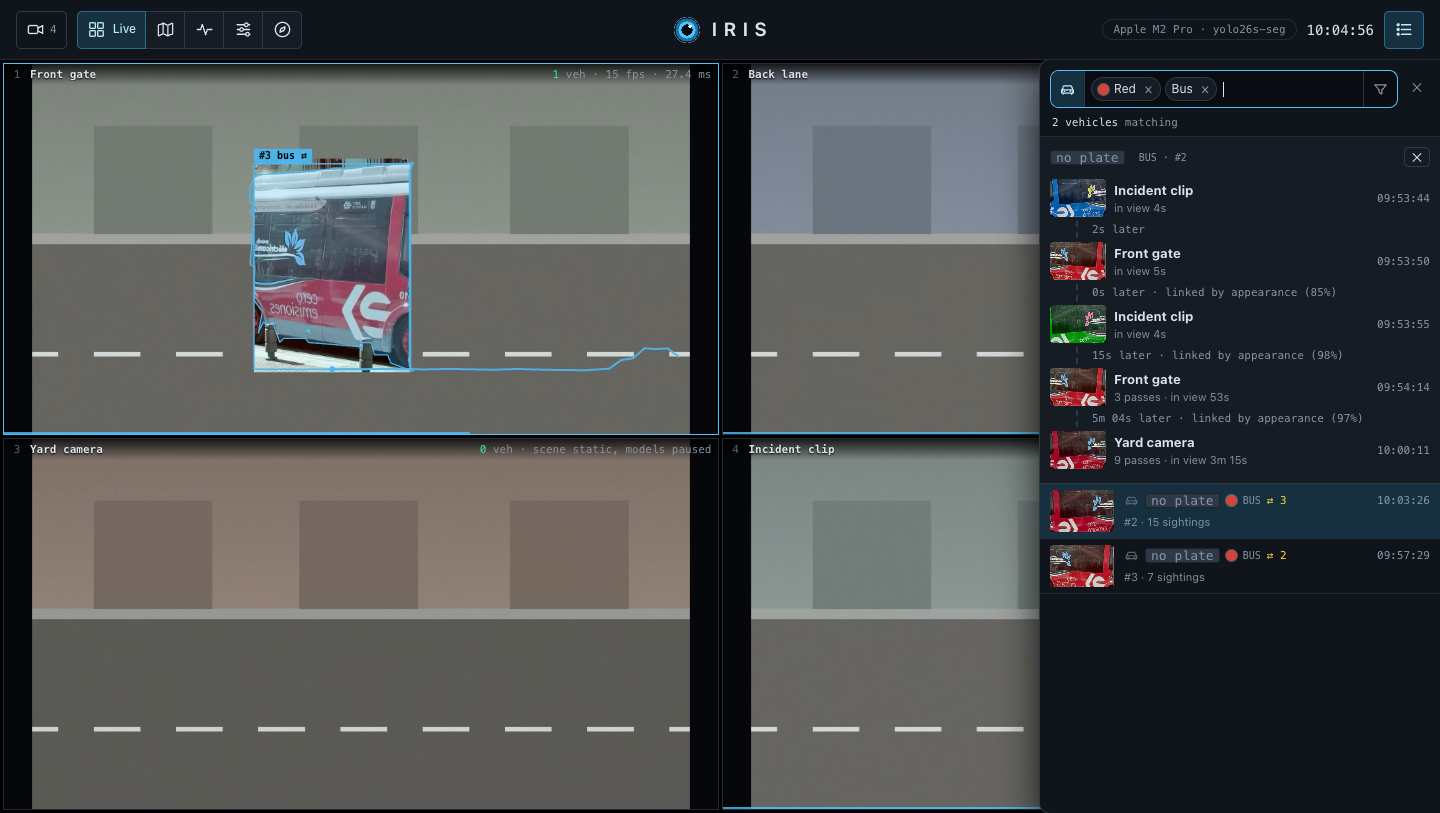 4
Live
IRIS
Apple M2 Pro · yolo26s-seg
10:04:56
1 Front gate
1 veh · 15 fps · 27.4 ms
#3 bus ⇄
cero
emisiones
3 Yard camera
0 veh · scene static, models paused
2 Back lane
4 Incident clip
Red ×
Bus ×
2 vehicles matching
no plate BUS · #2
Incident clip
in view 4s
09:53:44
2s later
Front gate
in view 5s
09:53:50
0s later · linked by appearance (85%)
Incident clip
in view 4s
09:53:55
15s later · linked by appearance (98%)
Front gate
3 passes · in view 53s
09:54:14
5m 04s later · linked by appearance (97%)
Yard camera
9 passes · in view 3m 15s
10:00:11
no plate BUS ⇄ 3
10:03:26
#2 · 15 sightings
no plate BUS ⇄ 2
09:57:29
#3 · 7 sightings